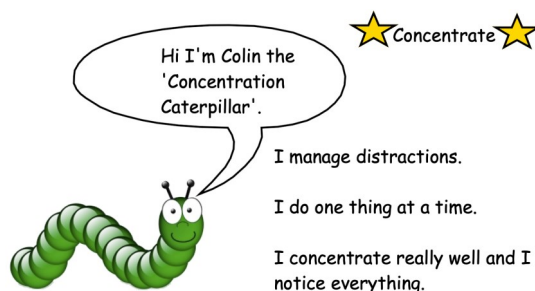 Concentrate
Hi I'm Colin the
'Concentration
Caterpillar'.
I manage distractions.
I do one thing at a time.
I concentrate really well and I
notice everything.